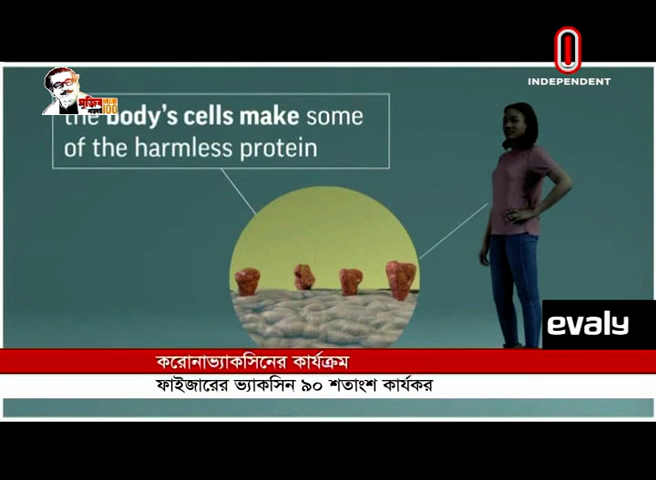 INDEPENDENT
মুজিব
100
the body's cells make some
of the harmless protein
evaly
করোনাভ্যাকসিনের কার্যক্রম
ফাইজারের ভ্যাকসিন ৯০ শতাংশ কার্যকর